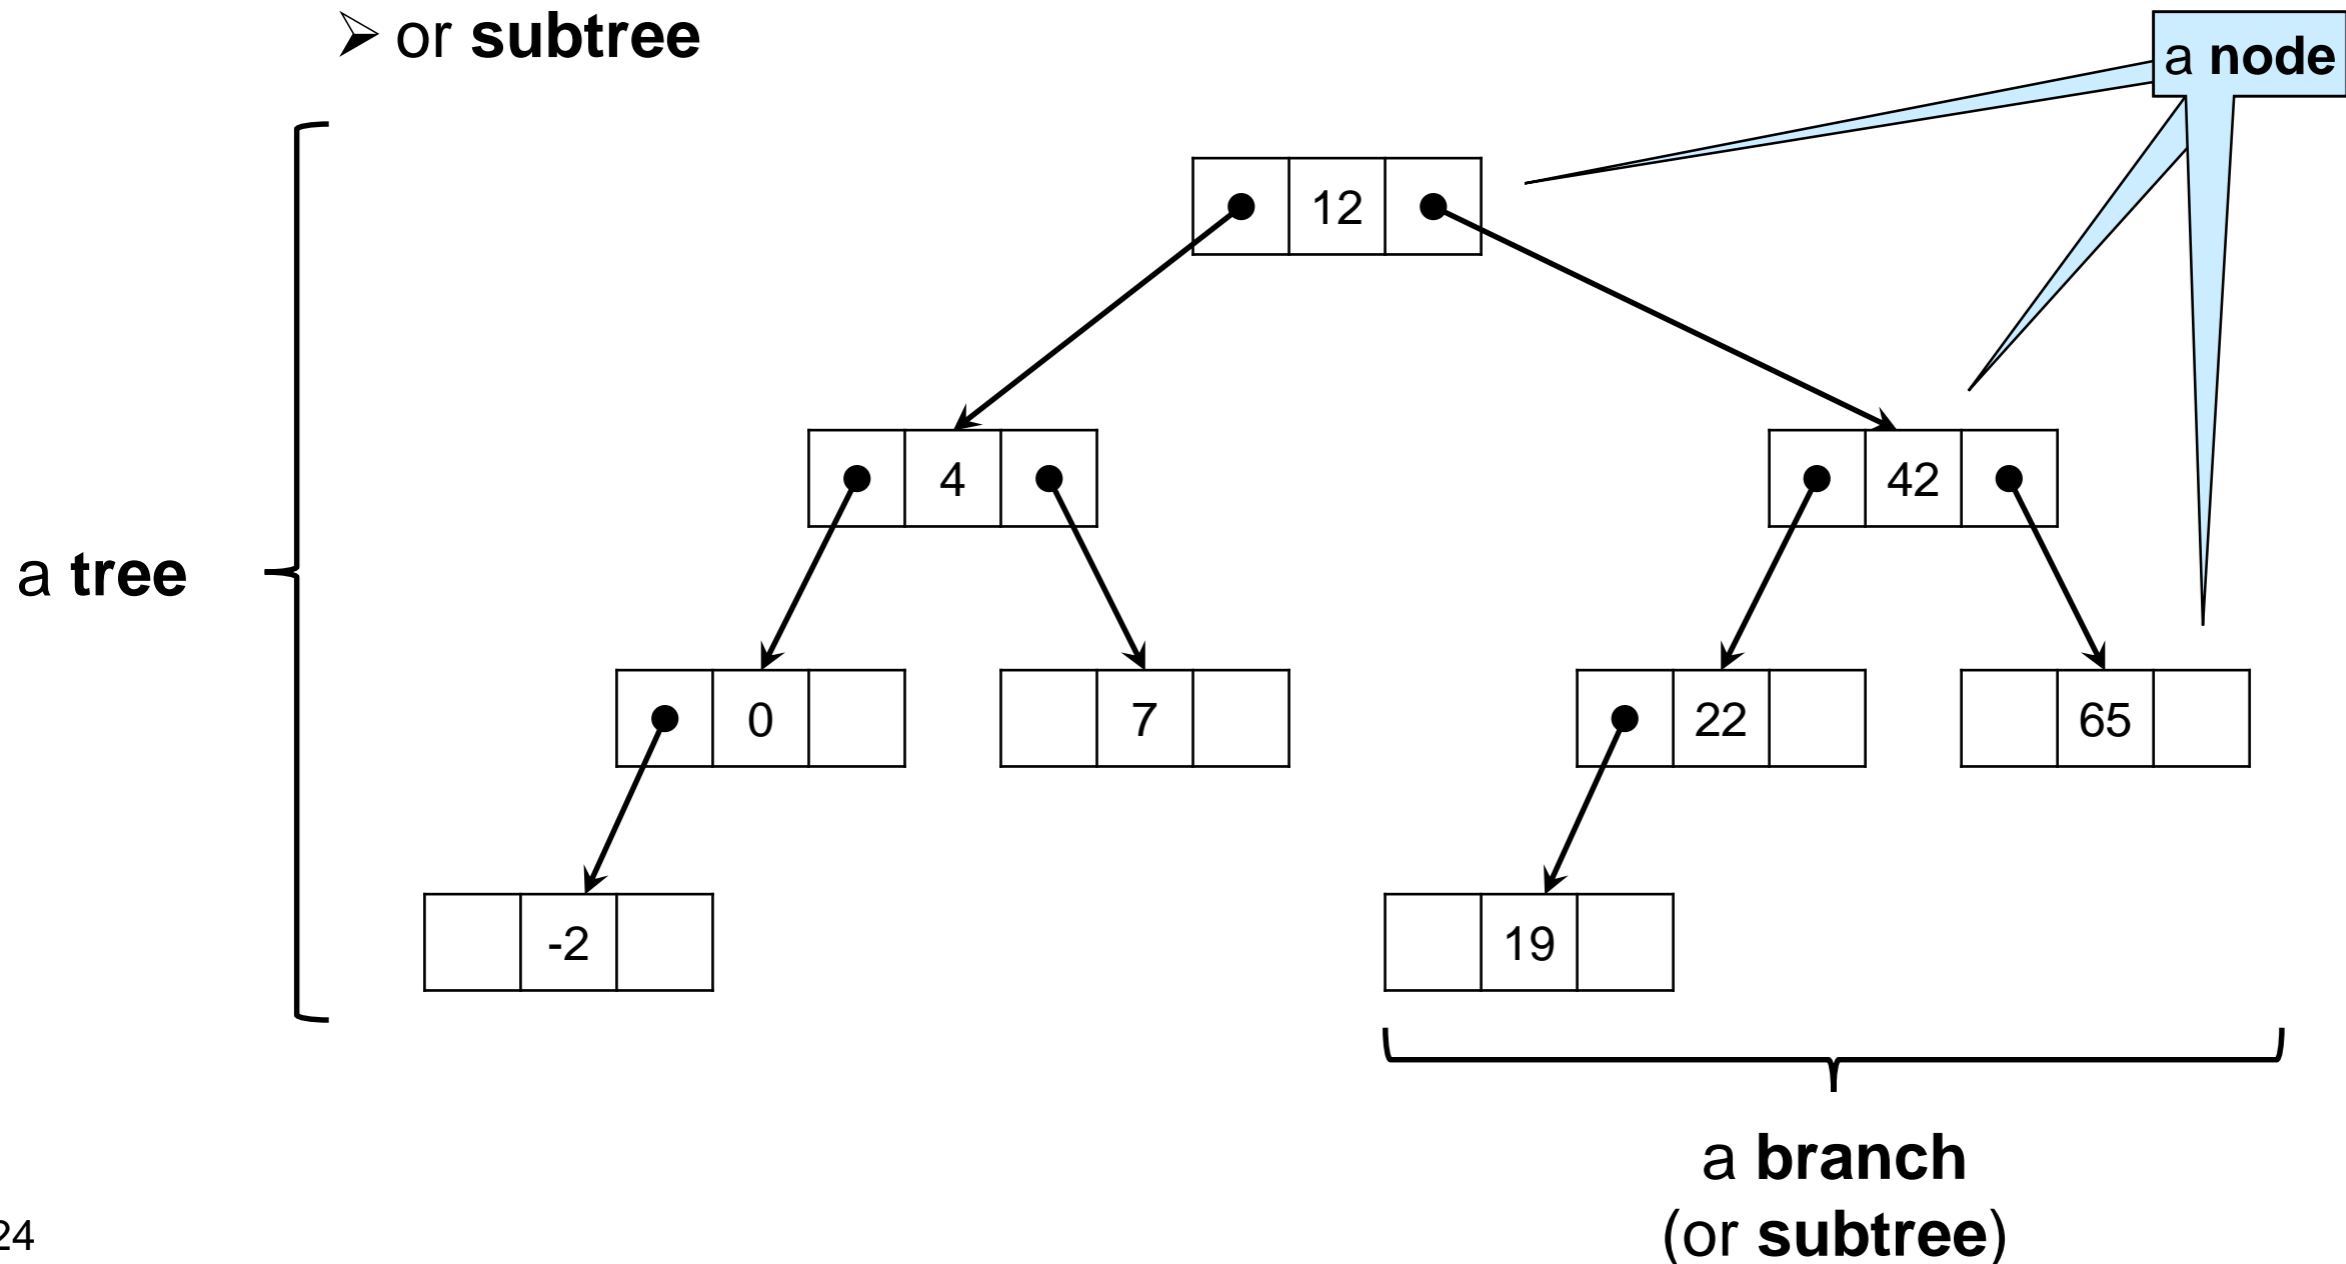 ➢ or subtree
a node
12
4
42
a tree
0
7
22
65
-2
19
a branch
(or subtree)
24